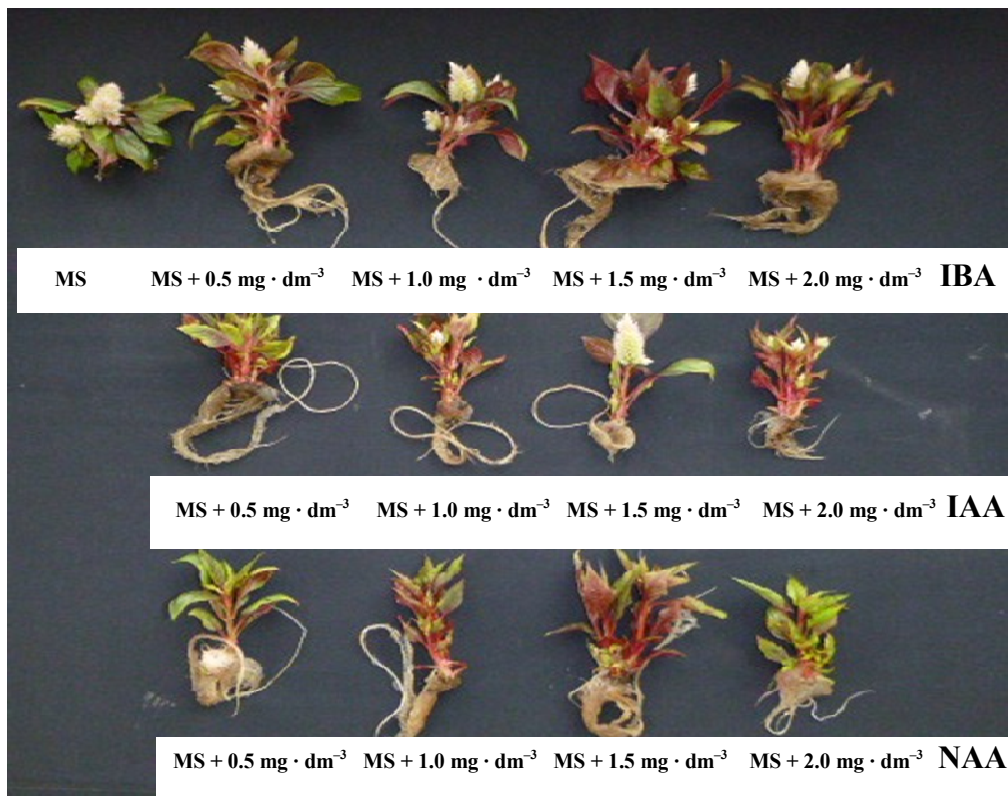 MS MS + 0.5 mg · dm⁻³ MS + 1.0 mg · dm⁻³ MS + 1.5 mg · dm⁻³ MS + 2.0 mg · dm⁻³ IBA
MS + 0.5 mg · dm⁻³ MS + 1.0 mg · dm⁻³ MS + 1.5 mg · dm⁻³ MS + 2.0 mg · dm⁻³ IAA
MS + 0.5 mg · dm⁻³ MS + 1.0 mg · dm⁻³ MS + 1.5 mg · dm⁻³ MS + 2.0 mg · dm⁻³ NAA